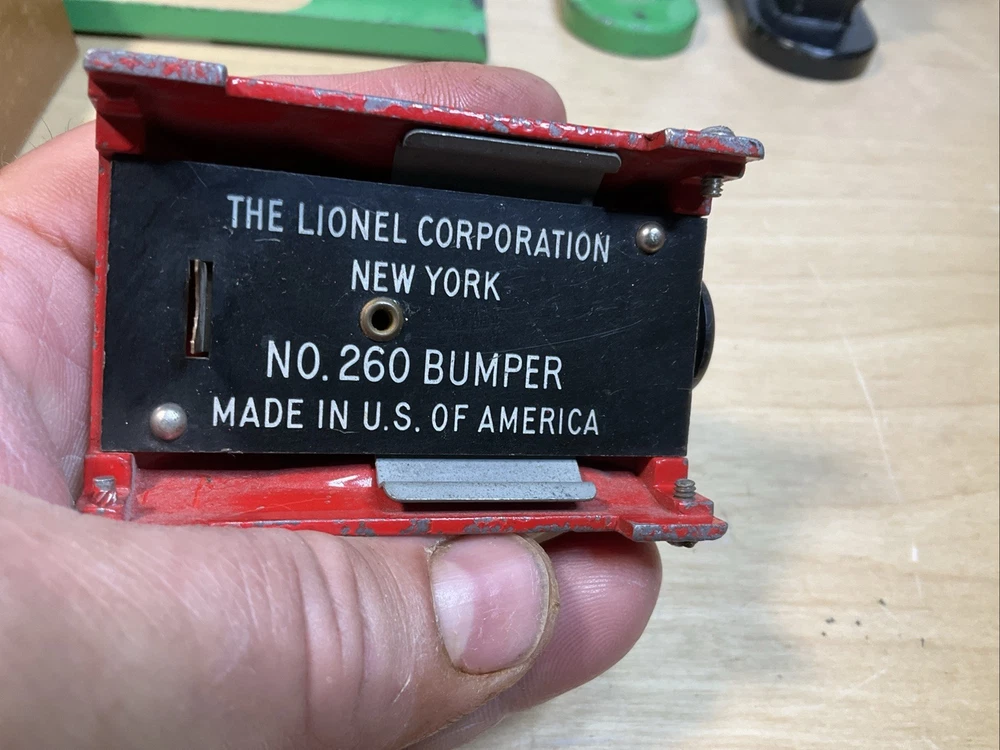 THE LIONEL CORPORATION
NEW YORK
NO. 260 BUMPER
MADE IN U.S. OF AMERICA